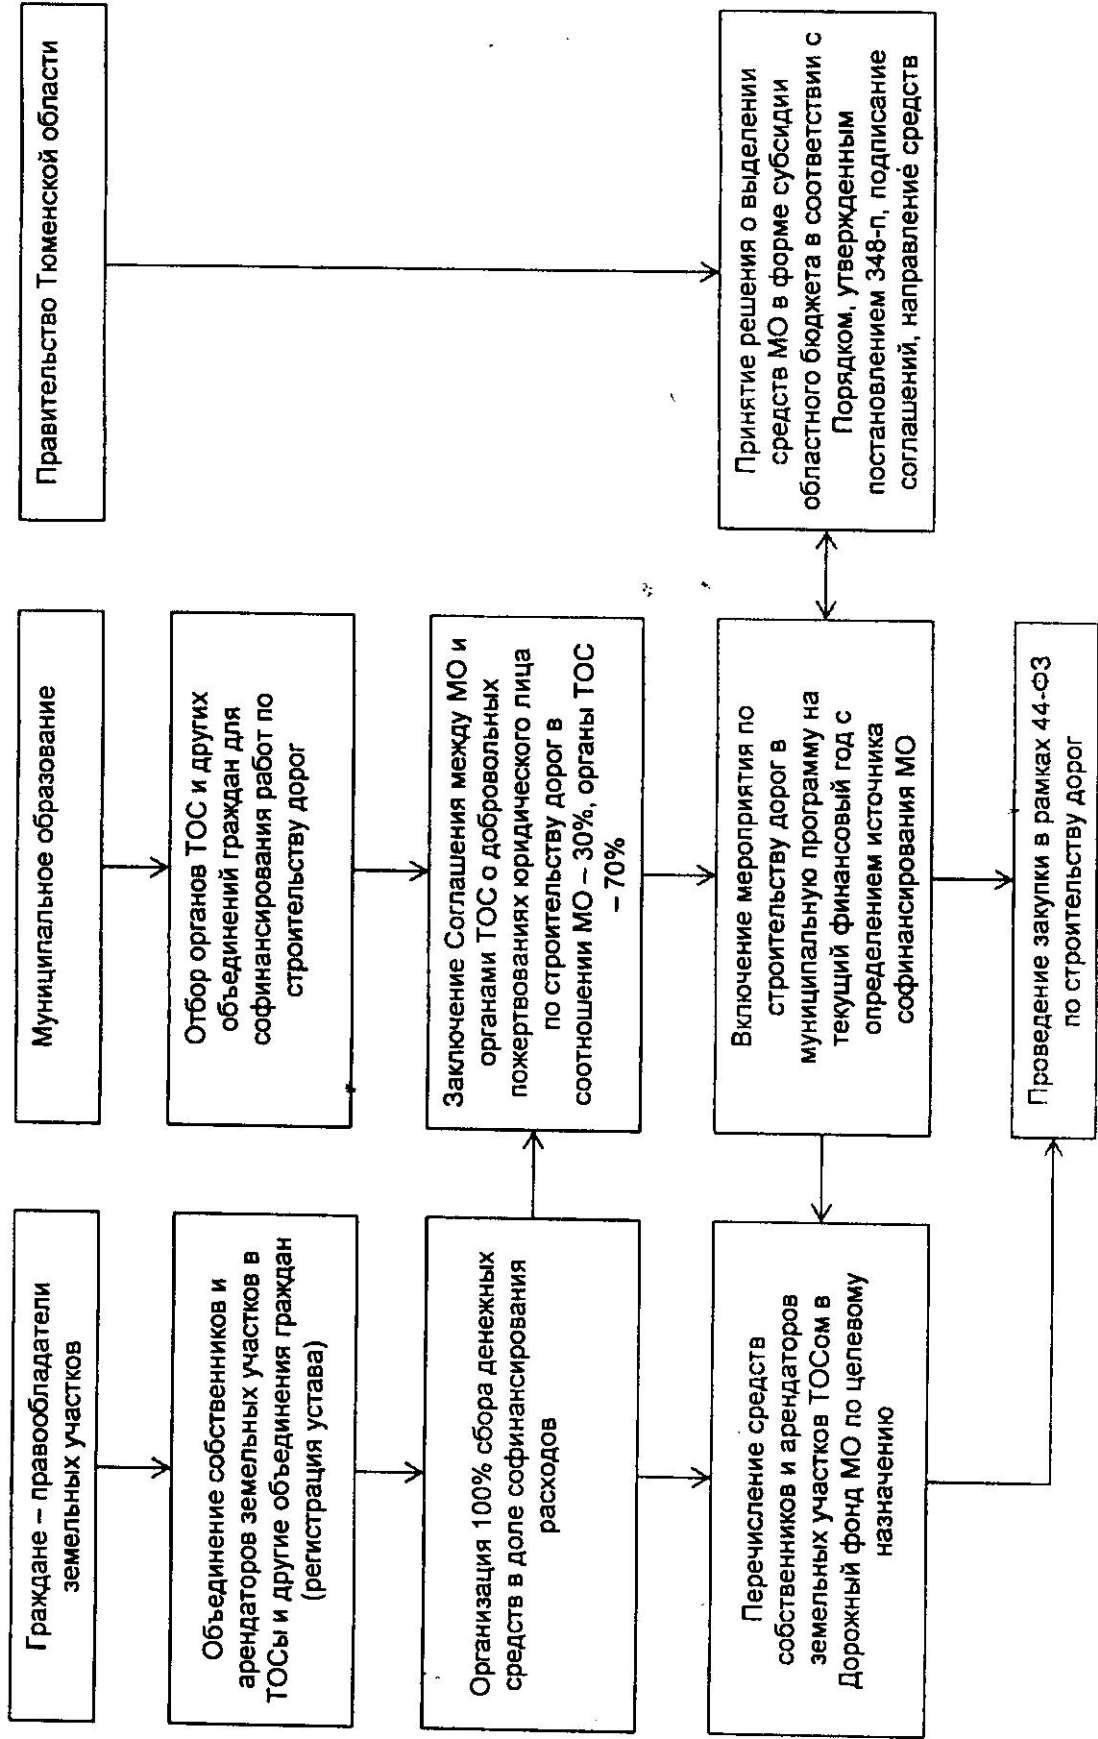 Граждане – правообладатели
земельных участков
Муниципальное образование
Правительство Тюменской области
Объединение собственников и
арендаторов земельных участков в
ТОСы и другие объединения граждан
(регистрация устава)
Отбор органов ТОС и других
объединений граждан для
софинансирования работ по
строительству дорог
Организация 100% сбора денежных
средств в доле софинансирования
расходов
Заключение Соглашения между МО и
органами ТОС о добровольных
пожертвованиях юридического лица
по строительству дорог в
соотношении МО – 30%, органы ТОС
– 70%
Перечисление средств
собственников и арендаторов
земельных участков ТОСом в
Дорожный фонд МО по целевому
назначению
Включение мероприятия по
строительству дорог в
муниципальную программу на
текущий финансовый год с
определением источника
софинансирования МО
Принятие решения о выделении
средств МО в форме субсидии
областного бюджета в соответствии с
Порядком, утвержденным
постановлением 348-п, подписание
соглашений, направление средств
Проведение закупки в рамках 44-ФЗ
по строительству дорог